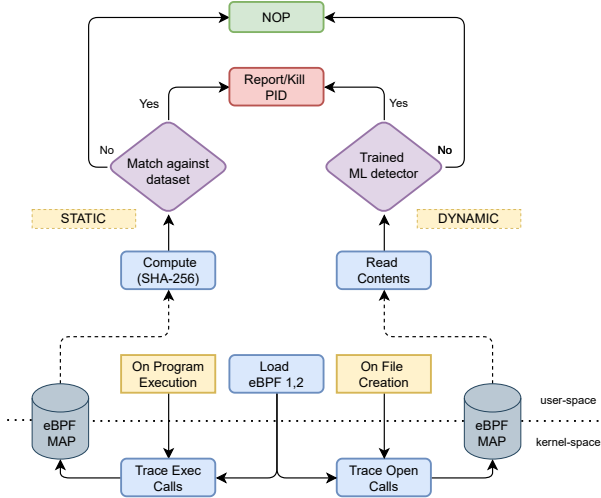 NOP
Report/Kill
PID
Yes
Yes
No
No
Match against
dataset
Trained
ML detector
STATIC
DYNAMIC
Compute
(SHA-256)
Read
Contents
On Program
Execution
Load
eBPF 1,2
On File
Creation
user-space
eBPF
MAP
eBPF
MAP
kernel-space
Trace Exec
Calls
Trace Open
Calls